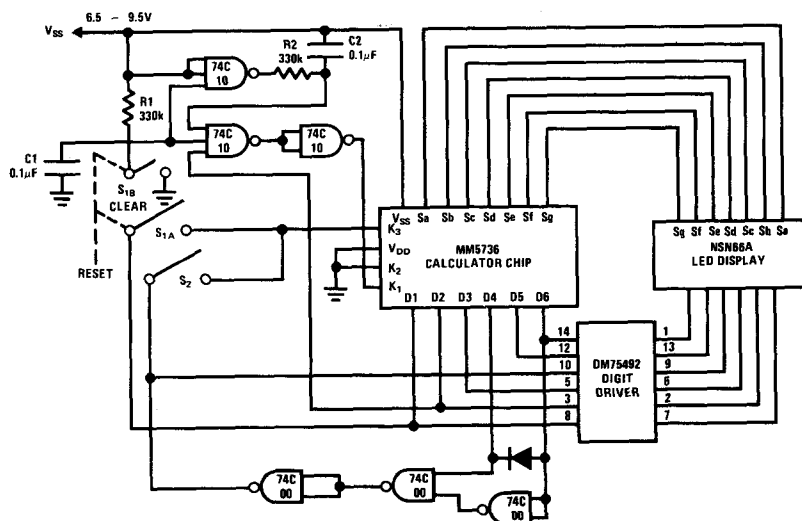 6.5 - 9.5V
VSS
R2
330k
C2
0.1µF
74C
10
R1
330k
74C
10
74C
10
C1
0.1µF
S1B
CLEAR
S1A
RESET
S2
VSS Sa Sb Sc Sd Se Sf Sg
K3
VDD
K2
K1
MM5736
CALCULATOR CHIP
D1 D2 D3 D4 D5 D6
Sg Sf Se Sd Sc Sb Sa
NSN66A
LED DISPLAY
14
12
10
5
3
8
DM75492
DIGIT
DRIVER
1
13
9
6
2
7
74C
00
74C
00
74C
00